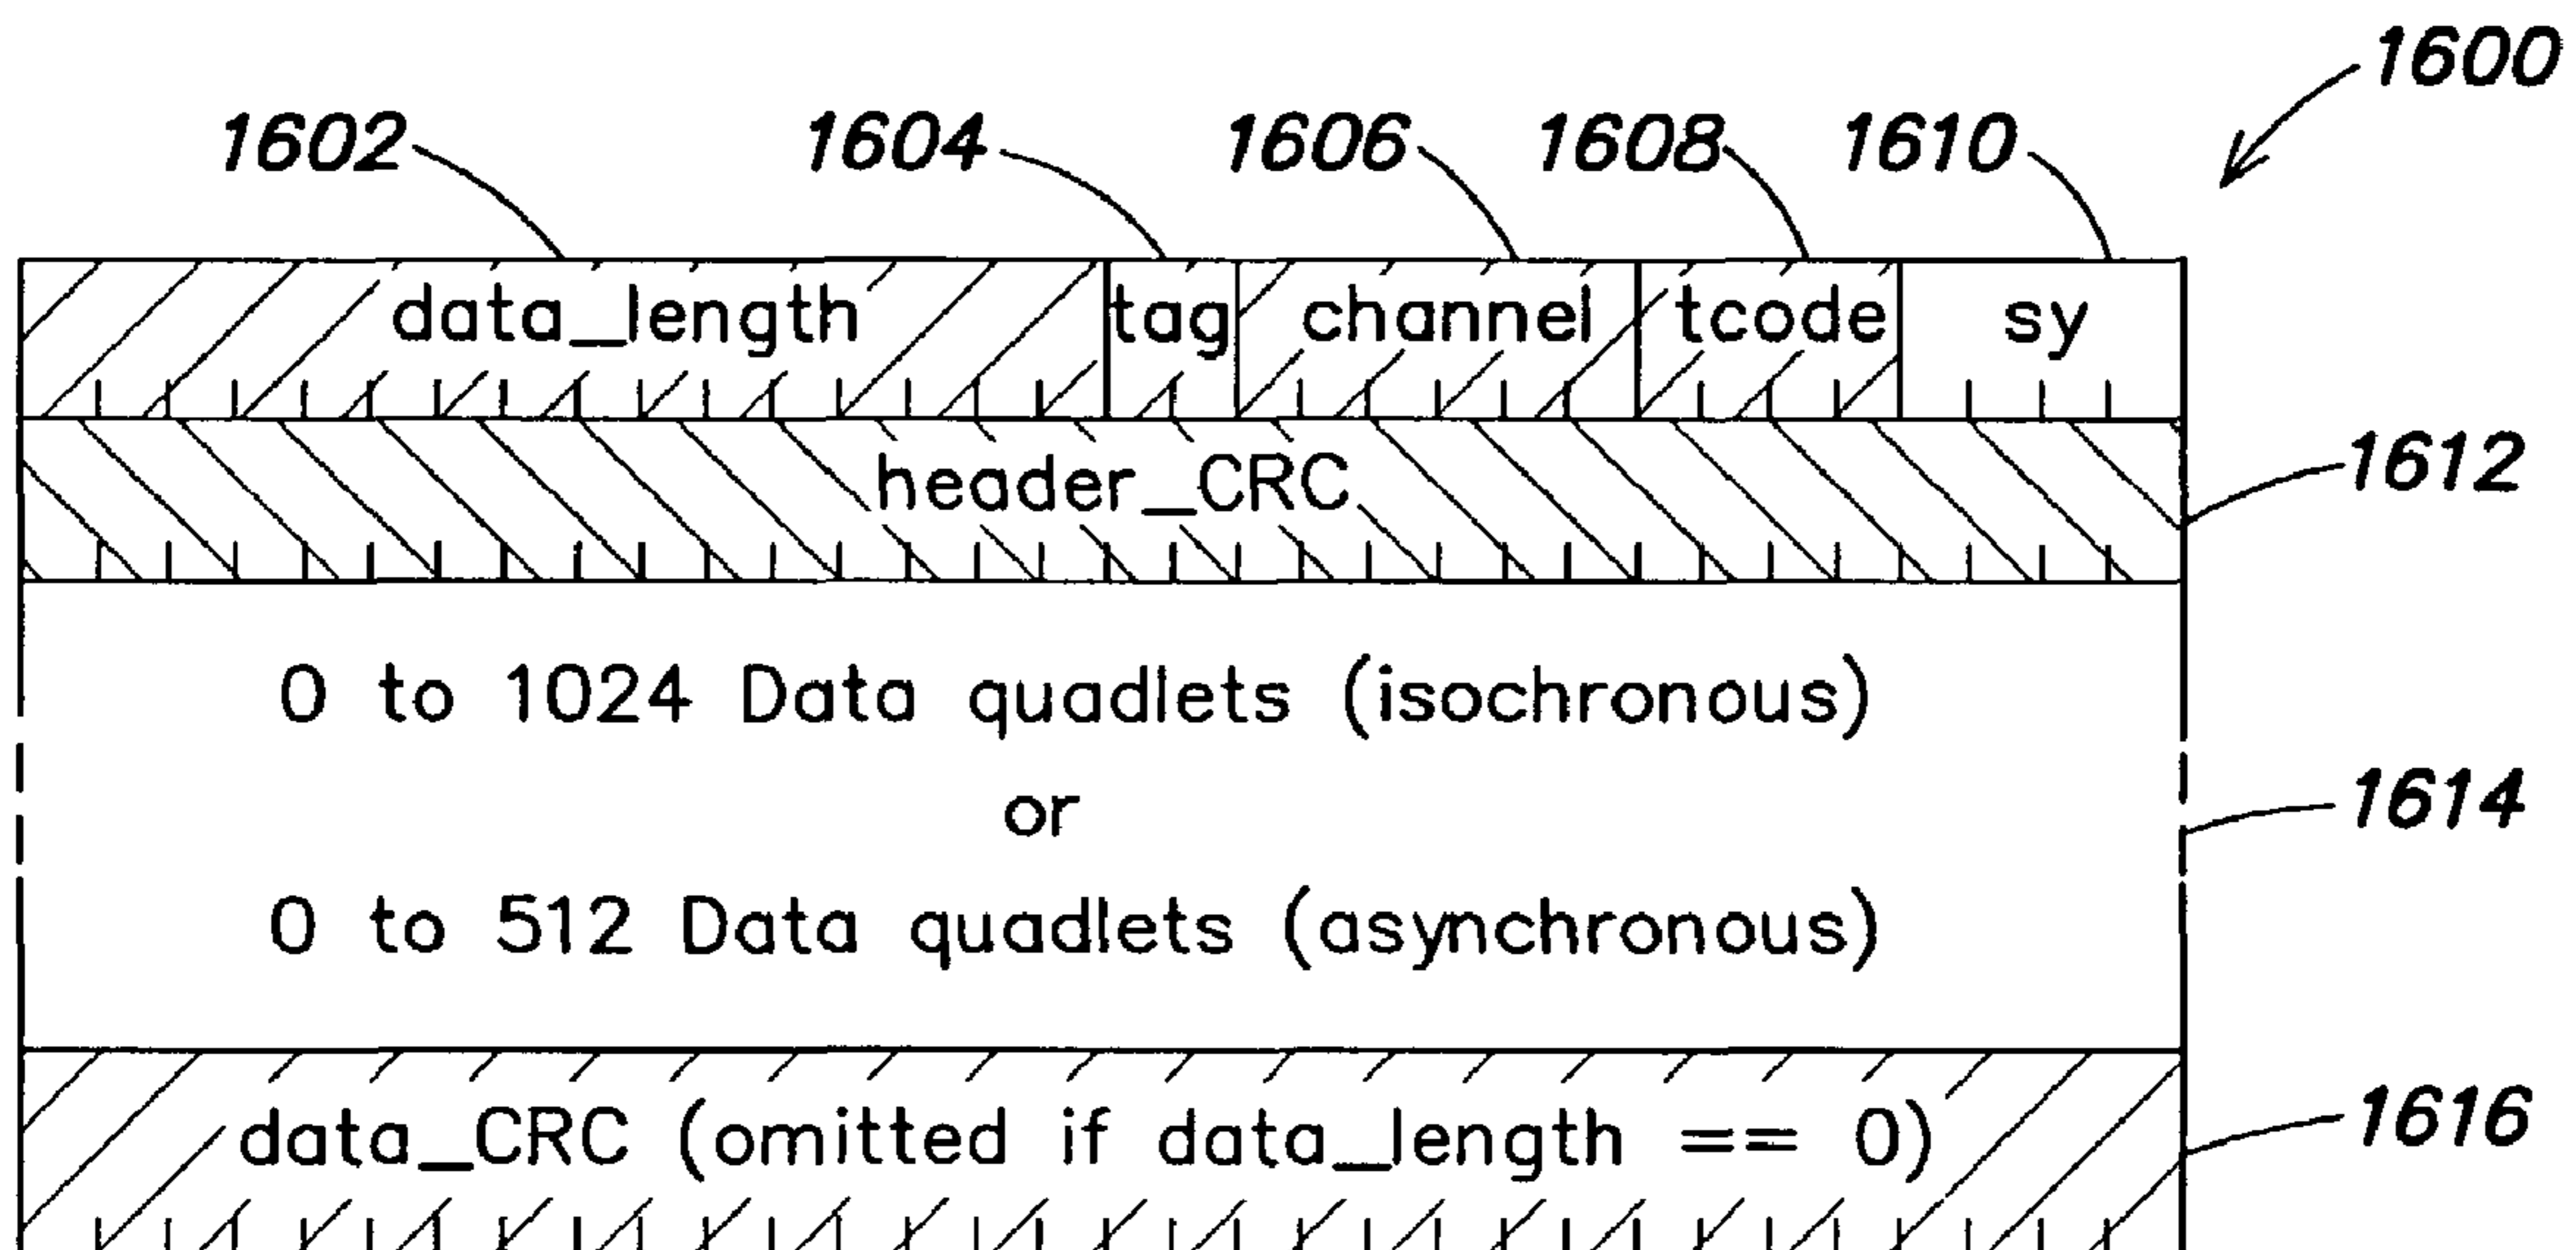 1600
1602 1604 1606 1608 1610
data_length tag channel tcode sy
header_CRC 1612
0 to 1024 Data quadlets (isochronous)
or 1614
0 to 512 Data quadlets (asynchronous)
data_CRC (omitted if data_length == 0) 1616